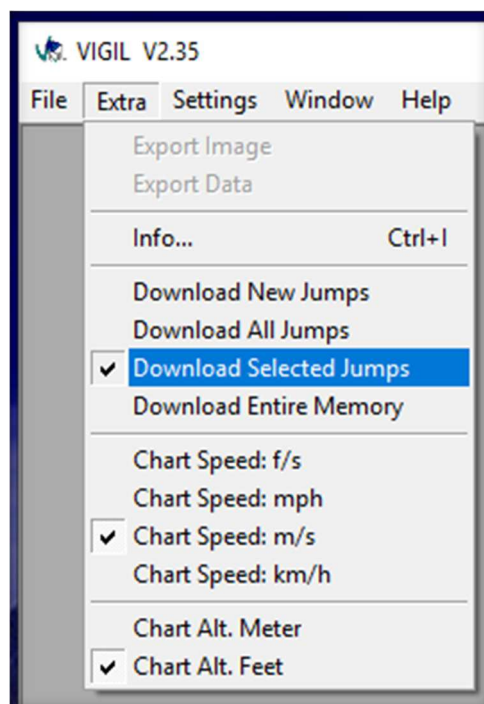 VIGIL V2.35
File Extra Settings Window Help
Export Image
Export Data
Info... Ctrl+I
Download New Jumps
Download All Jumps
Download Selected Jumps
Download Entire Memory
Chart Speed: f/s
Chart Speed: mph
Chart Speed: m/s
Chart Speed: km/h
Chart Alt. Meter
Chart Alt. Feet